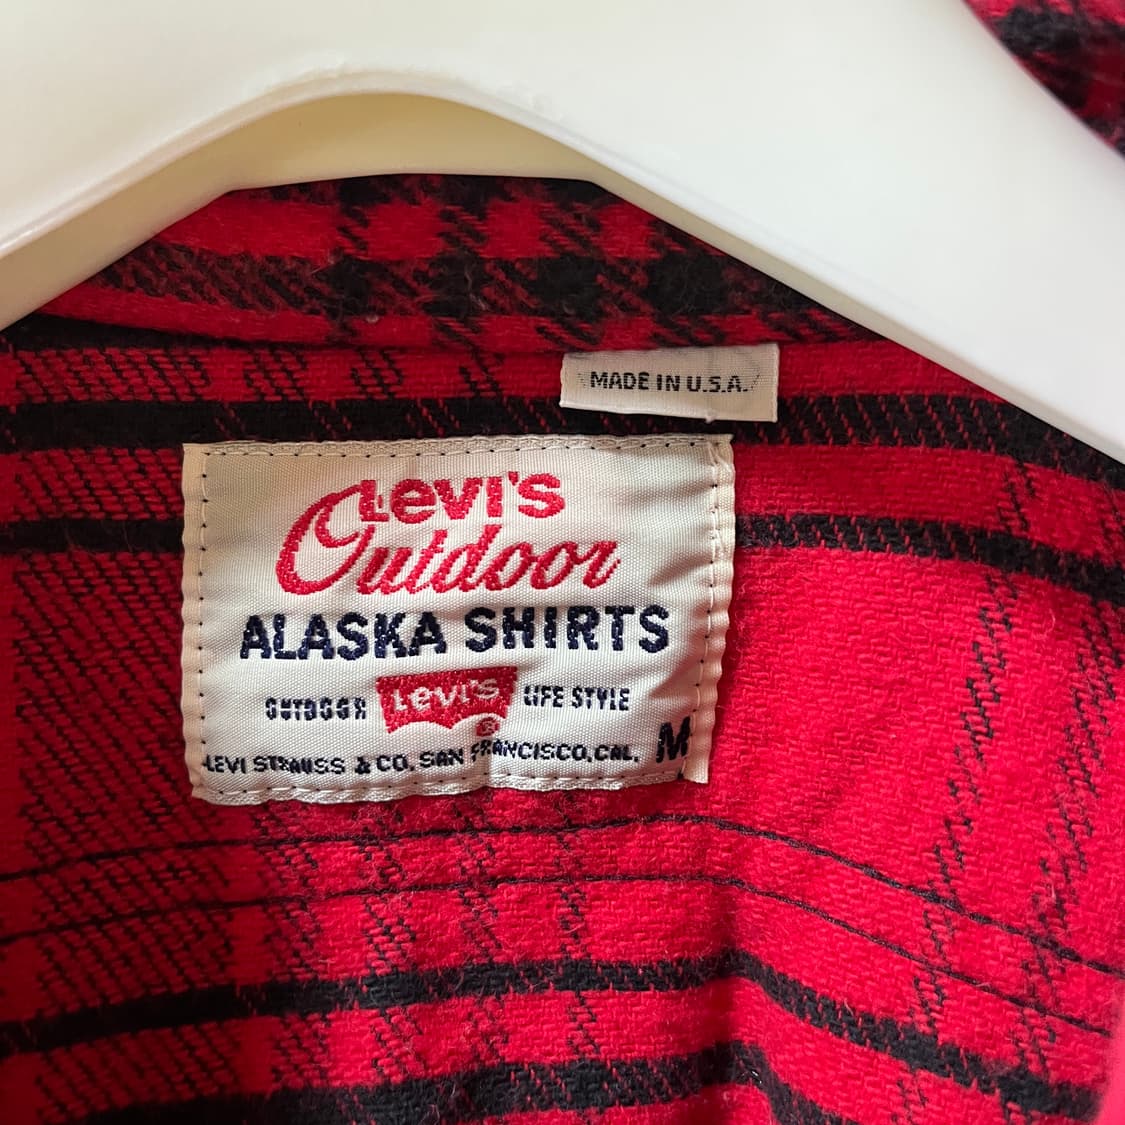 MADE IN U.S.A.
LEVI'S
Outdoor
ALASKA SHIRTS
OUTDOOR LEVI'S LIFE STYLE
®
LEVI STRAUSS & CO. SAN FRANCISCO, CAL. M